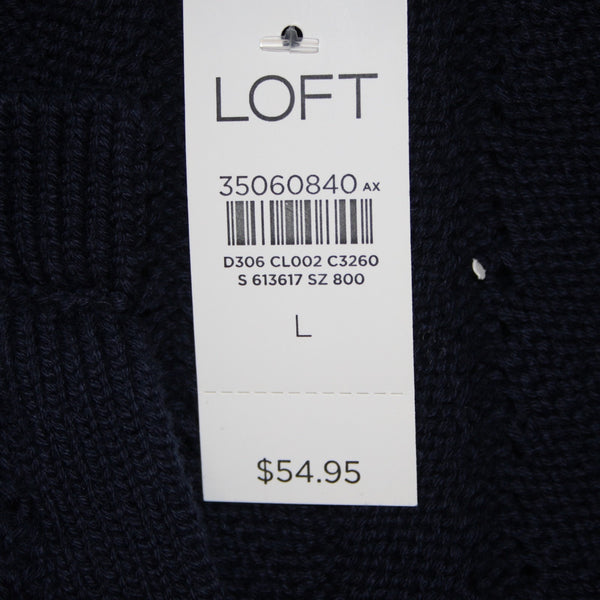 LOFT
35060840 AX
D306 CL002 C3260
S 613617 SZ 800
L
$54.95